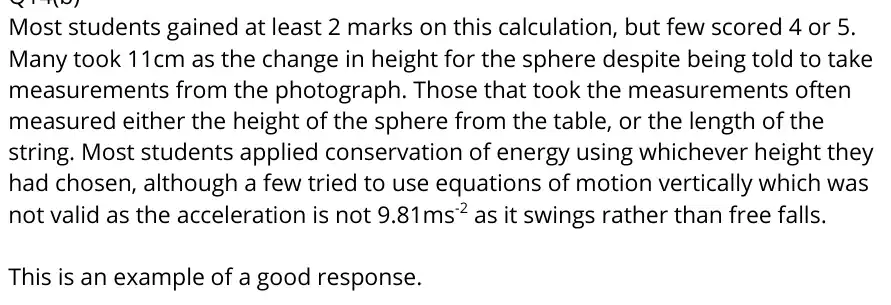 Q14(b)
Most students gained at least 2 marks on this calculation, but few scored 4 or 5.
Many took 11cm as the change in height for the sphere despite being told to take
measurements from the photograph. Those that took the measurements often
measured either the height of the sphere from the table, or the length of the
string. Most students applied conservation of energy using whichever height they
had chosen, although a few tried to use equations of motion vertically which was
not valid as the acceleration is not 9.81ms⁻² as it swings rather than free falls.
This is an example of a good response.